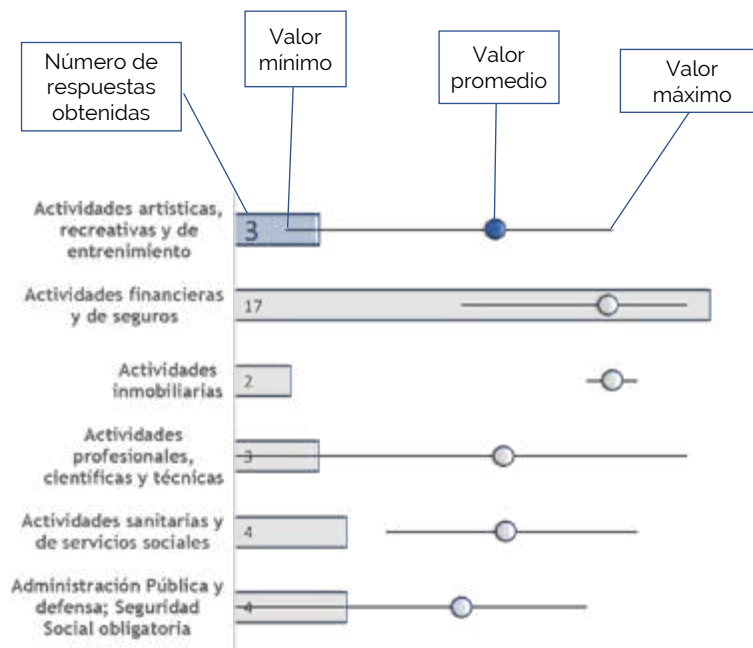 Número de
respuestas
obtenidas
Valor
mínimo
Valor
promedio
Valor
máximo
Actividades artísticas,
recreativas y de
entrenimiento
3
Actividades financieras
y de seguros
17
Actividades
inmobiliarias
2
Actividades
profesionales,
científicas y técnicas
3
Actividades sanitarias y
de servicios sociales
4
Administración Pública y
defensa; Seguridad
Social obligatoria
4